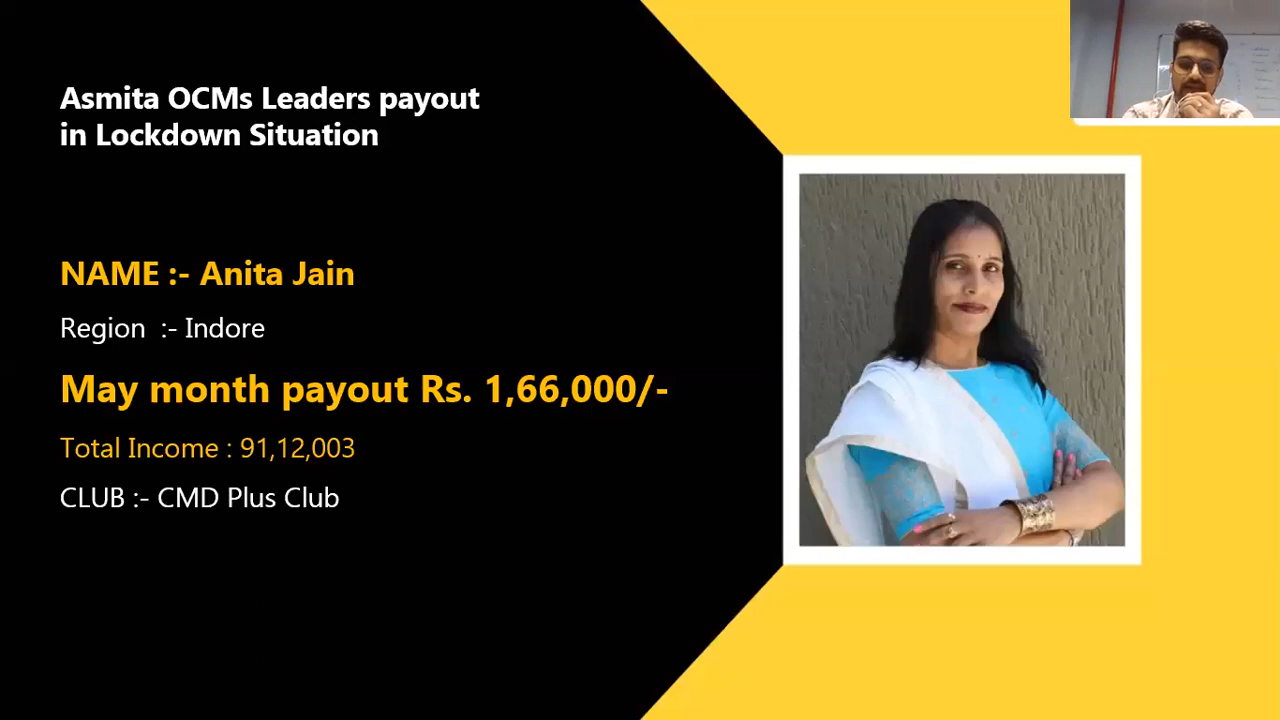 Asmita OCMs Leaders payout
in Lockdown Situation
NAME :- Anita Jain
Region :- Indore
May month payout Rs. 1,66,000/-
Total Income : 91,12,003
CLUB :- CMD Plus Club